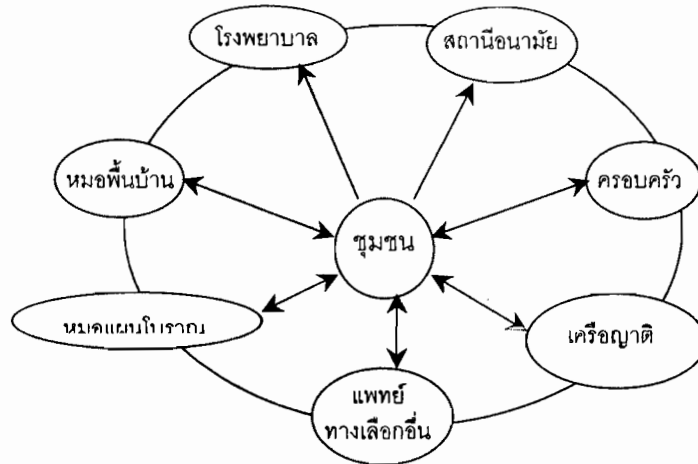 โรงพยาบาล
สถานีอนามัย
หมอพื้นบ้าน
ครอบครัว
ชุมชน
หมอแผนโบราณ
เครือญาติ
แพทย์
ทางเลือกอื่น